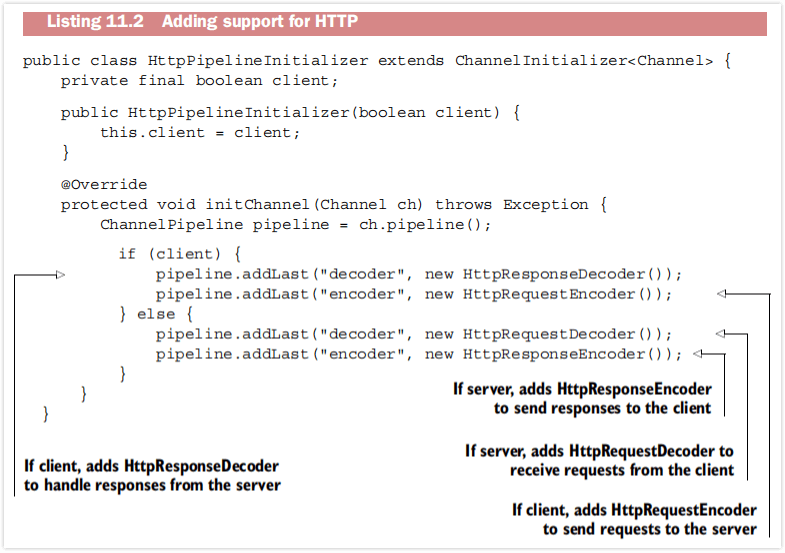 Listing 11.2 Adding support for HTTP
public class HttpPipelineInitializer extends ChannelInitializer<Channel> {
private final boolean client;
public HttpPipelineInitializer(boolean client) {
this.client = client;
}
@Override
protected void initChannel(Channel ch) throws Exception {
ChannelPipeline pipeline = ch.pipeline();
if (client) {
pipeline.addLast("decoder", new HttpResponseDecoder());
pipeline.addLast("encoder", new HttpRequestEncoder());
} else {
pipeline.addLast("decoder", new HttpRequestDecoder());
pipeline.addLast("encoder", new HttpResponseEncoder());
}
}
}
If server, adds HttpResponseEncoder
to send responses to the client
If server, adds HttpRequestDecoder to
receive requests from the client
If client, adds HttpResponseDecoder
to handle responses from the server
If client, adds HttpRequestEncoder
to send requests to the server